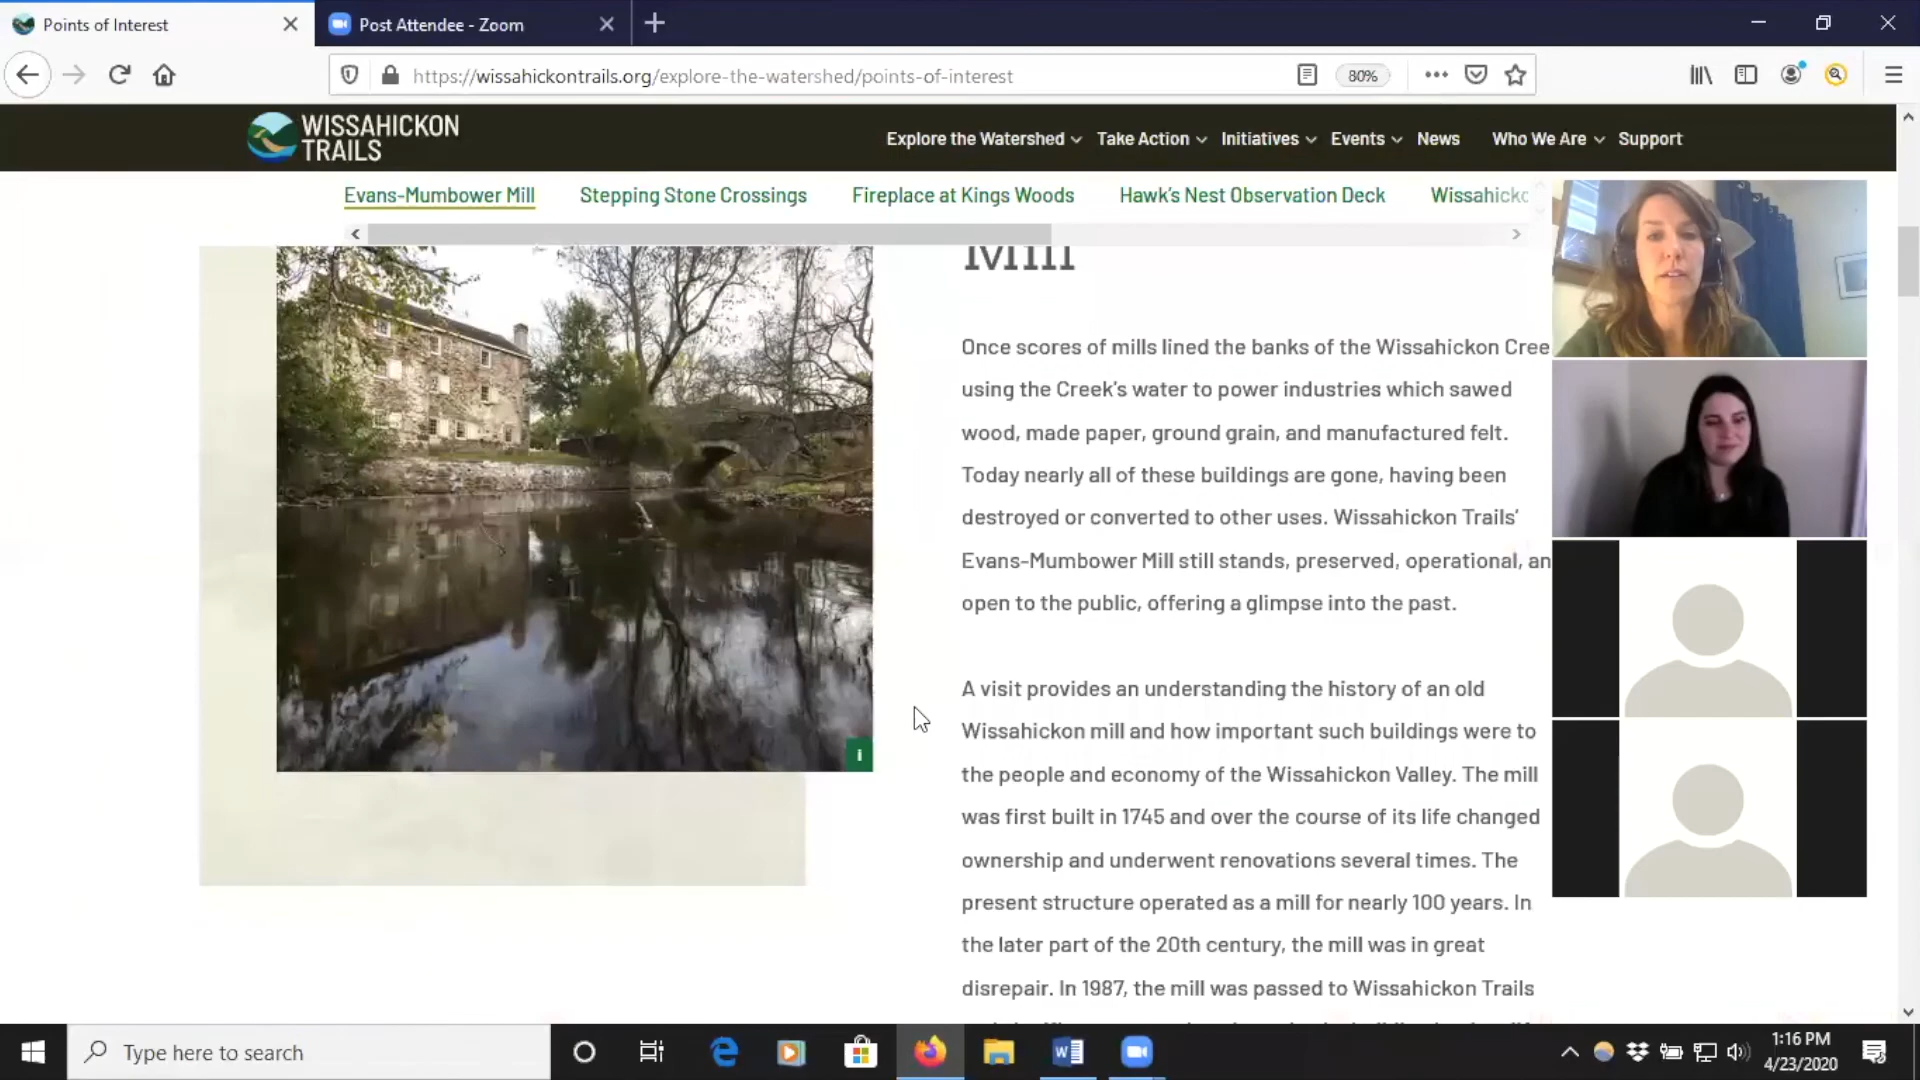 Points of Interest
Post Attendee - Zoom
https://wissahickontrails.org/explore-the-watershed/points-of-interest
80%
WISSAHICKON
TRAILS
Explore the Watershed
Take Action
Initiatives
Events
News
Who We Are
Support
Evans-Mumbower Mill
Stepping Stone Crossings
Fireplace at Kings Woods
Hawk's Nest Observation Deck
Wissahicko
Mill
Once scores of mills lined the banks of the Wissahickon Cree
using the Creek's water to power industries which sawed
wood, made paper, ground grain, and manufactured felt.
Today nearly all of these buildings are gone, having been
destroyed or converted to other uses. Wissahickon Trails'
Evans-Mumbower Mill still stands, preserved, operational, an
open to the public, offering a glimpse into the past.
A visit provides an understanding the history of an old
Wissahickon mill and how important such buildings were to
the people and economy of the Wissahickon Valley. The mill
was first built in 1745 and over the course of its life changed
ownership and underwent renovations several times. The
present structure operated as a mill for nearly 100 years. In
the later part of the 20th century, the mill was in great
disrepair. In 1987, the mill was passed to Wissahickon Trails
i
Type here to search
1:16 PM
4/23/2020